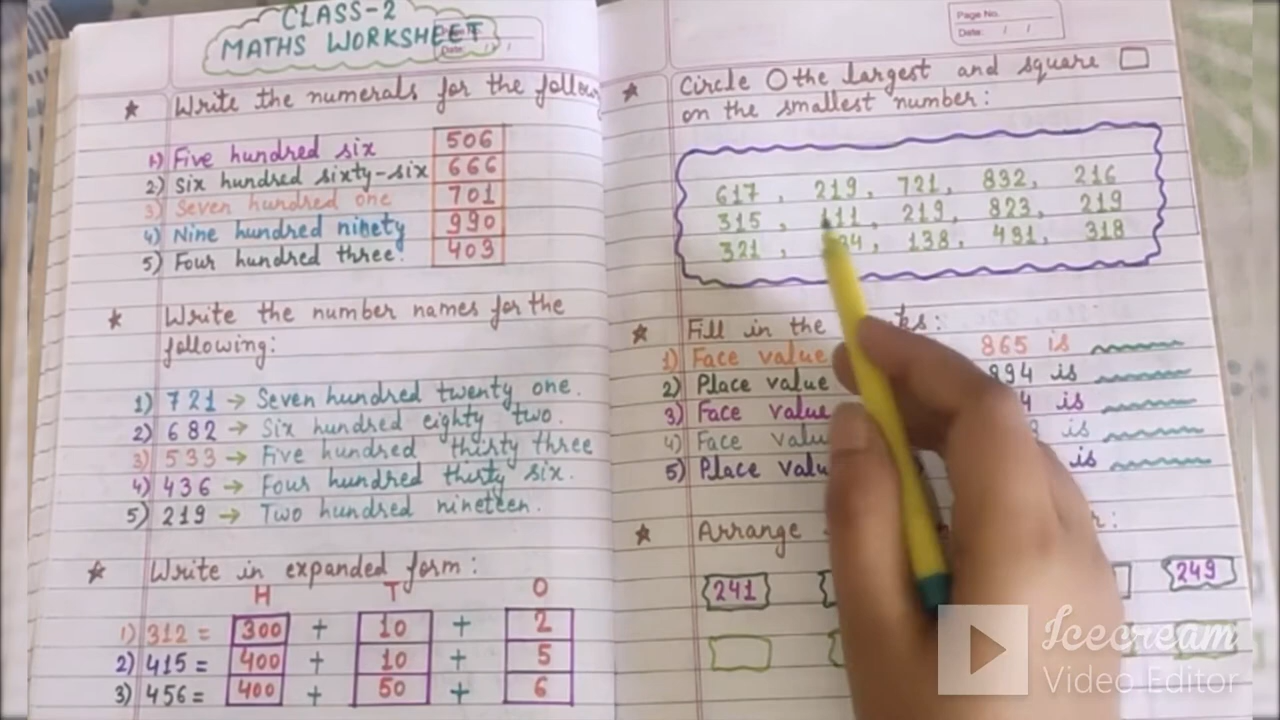 CLASS-2
MATHS WORKSHEET
Date: / /
★ Write the numerals for the
1) Five hundred six 506
2) Six hundred sixty-six 666
3) Seven hundred one 701
4) Nine hundred ninety 990
5) Four hundred three. 403
★ Write the number names for the
following:
1) 721 → Seven hundred twenty one.
2) 682 → Six hundred eighty two.
3) 533 → Five hundred thirty three
4) 436 → Four hundred thirty six.
5) 219 → Two hundred nineteen.
★ Write in expanded form:
H T O
1) 312 = 300 + 10 + 2
2) 415 = 400 + 10 + 5
3) 456 = 400 + 50 + 6
Page No.
Date: / /
★ Circle O the largest and square □
on the smallest number:
617, 219, 721, 832, 216
315, 219, 823, 219
321, 138, 431, 318
★ Fill in the
1) Face value 865 is
2) Place value 894 is
3) Face value is
4) Face value is
5) Place value is
★ Arrange
241 249
Icecream
Video Editor